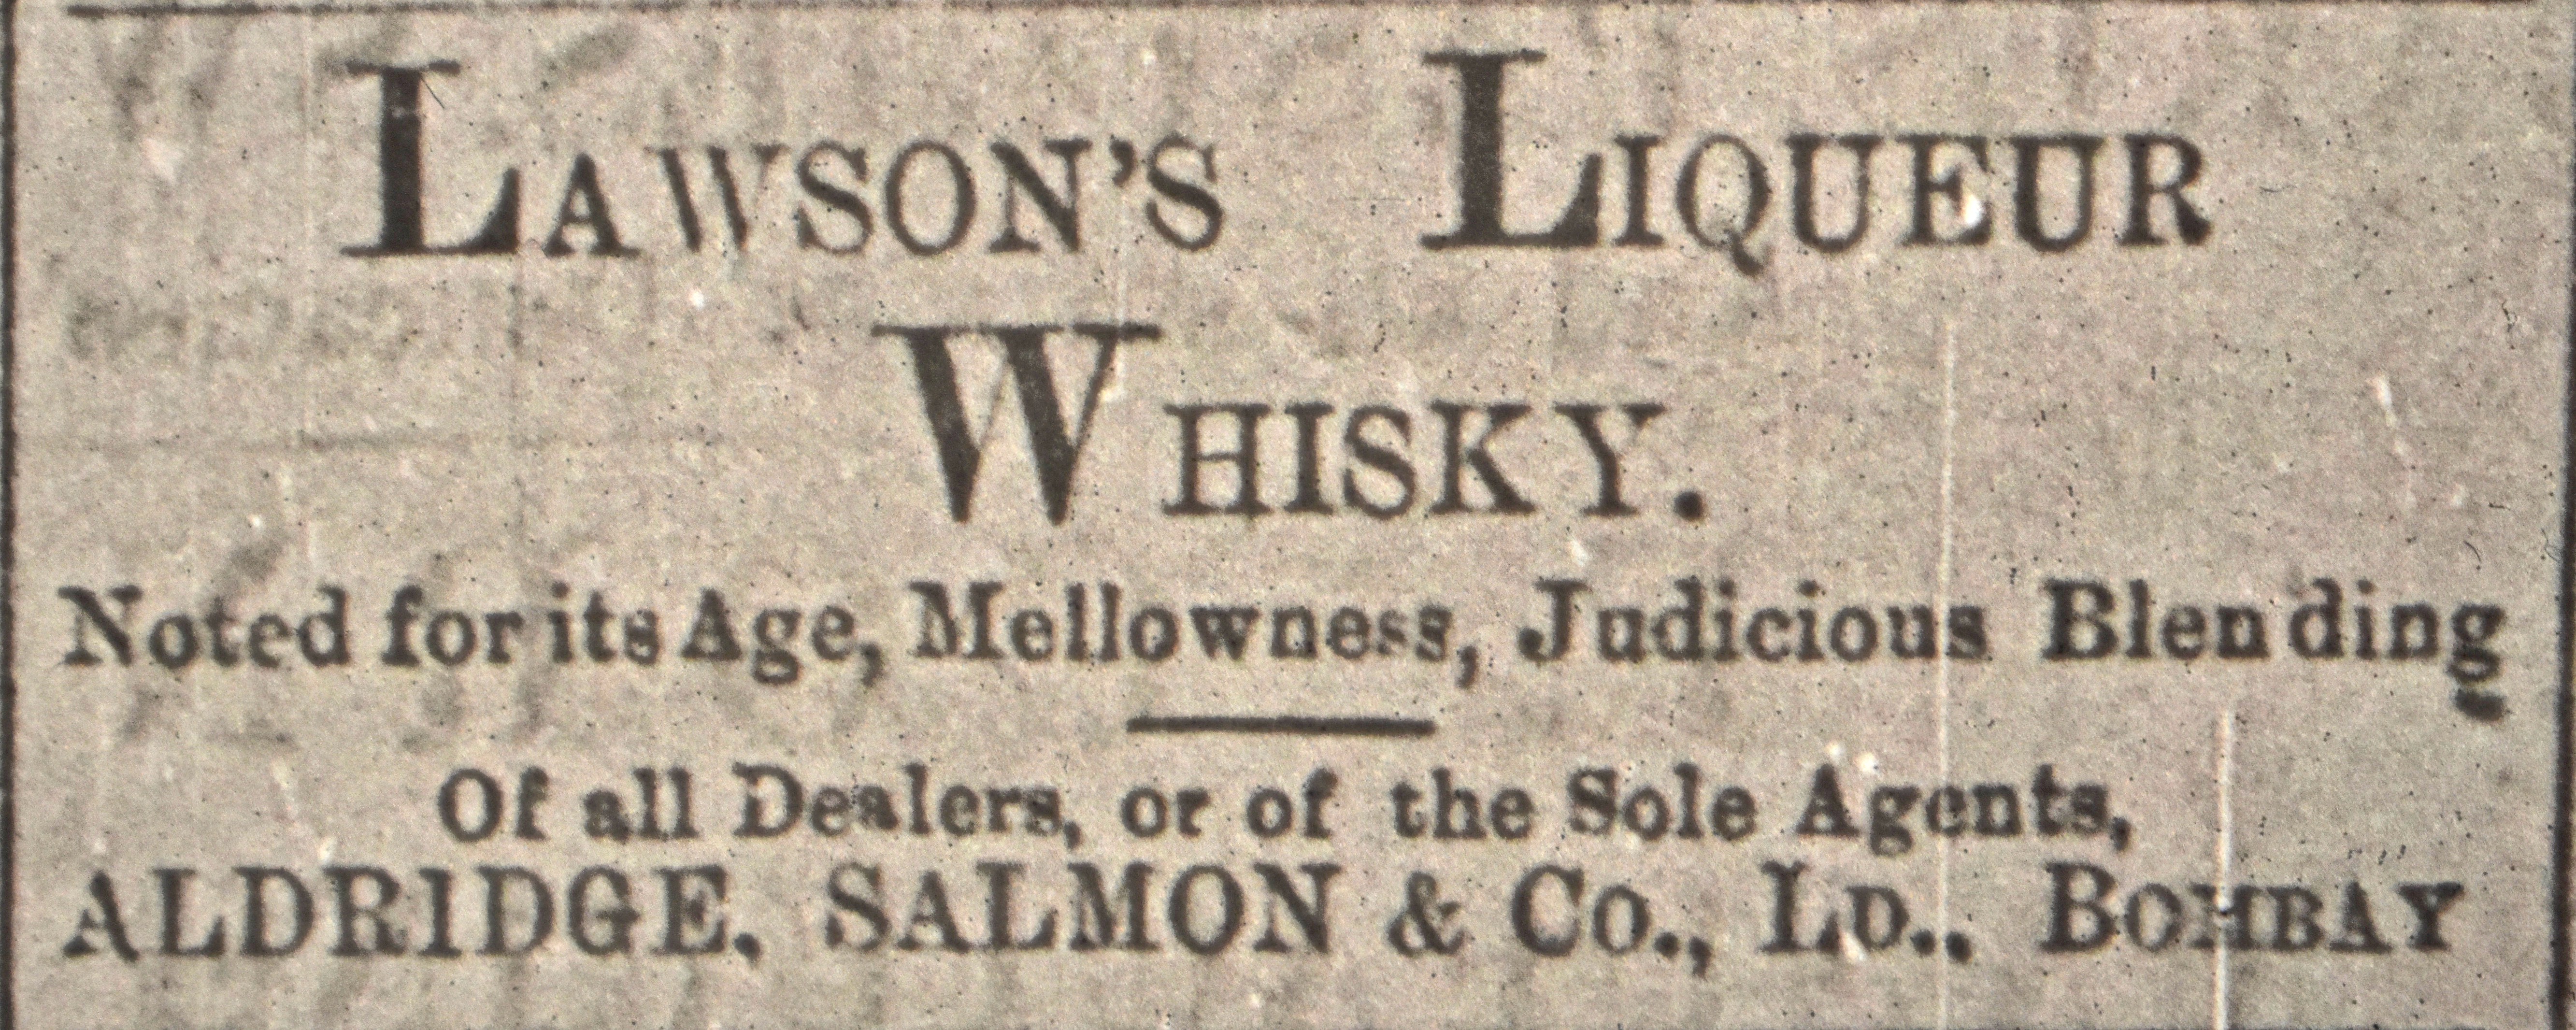 LAWSON'S LIQUEUR
WHISKY.
Noted for its Age, Mellowness, Judicious Blending
Of all Dealers, or of the Sole Agents,
ALDRIDGE, SALMON & CO., LD., BOMBAY